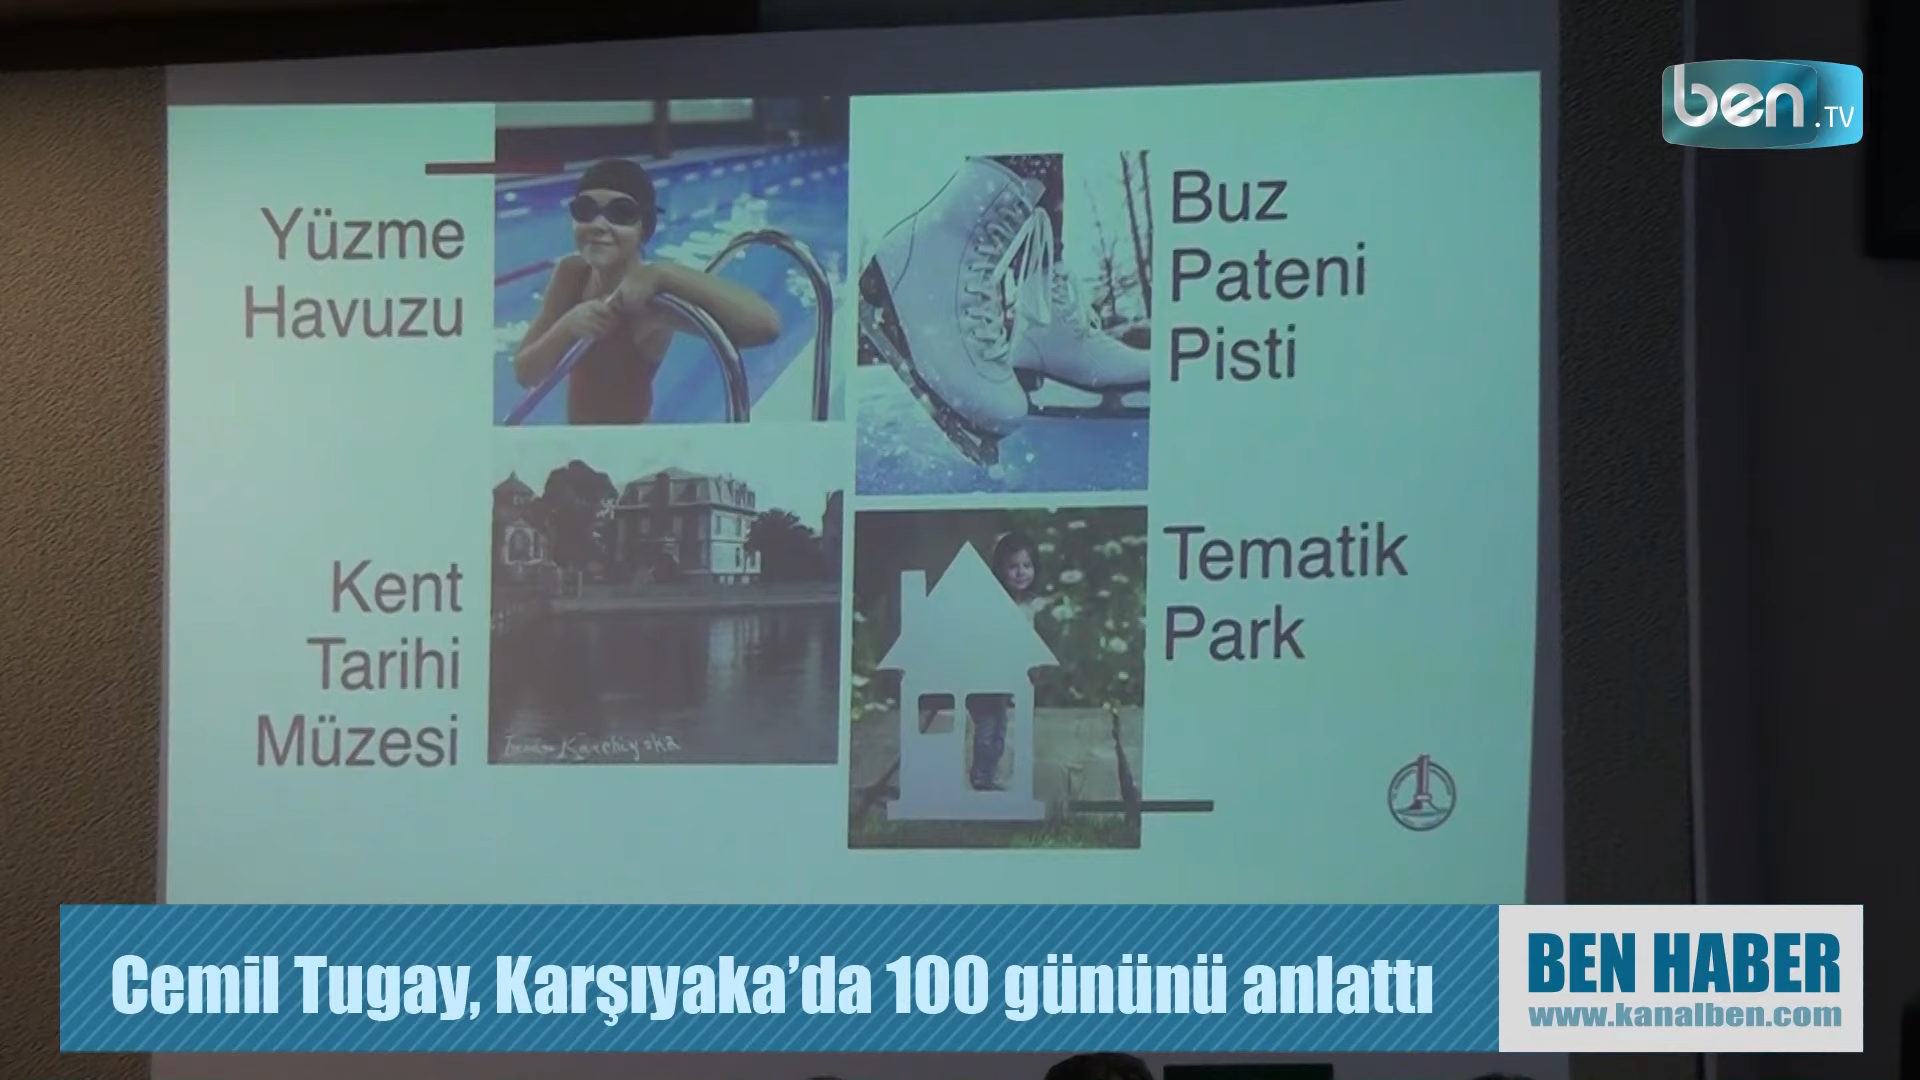 ben.TV
Yüzme
Havuzu
Buz
Pateni
Pisti
Kent
Tarihi
Müzesi
Tematik
Park
Karchiyaka
Cemil Tugay, Karşıyaka’da 100 gününü anlattı
BEN HABER
www.kanalben.com